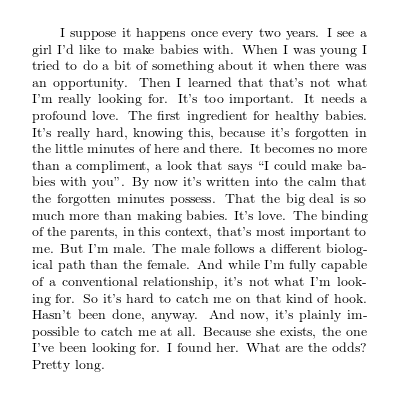 I suppose it happens once every two years. I see a
girl I'd like to make babies with. When I was young I
tried to do a bit of something about it when there was
an opportunity. Then I learned that that's not what
I'm really looking for. It's too important. It needs a
profound love. The first ingredient for healthy babies.
It's really hard, knowing this, because it's forgotten in
the little minutes of here and there. It becomes no more
than a compliment, a look that says “I could make ba-
bies with you”. By now it's written into the calm that
the forgotten minutes possess. That the big deal is so
much more than making babies. It's love. The binding
of the parents, in this context, that's most important to
me. But I'm male. The male follows a different biolog-
ical path than the female. And while I'm fully capable
of a conventional relationship, it's not what I'm look-
ing for. So it's hard to catch me on that kind of hook.
Hasn't been done, anyway. And now, it's plainly im-
possible to catch me at all. Because she exists, the one
I've been looking for. I found her. What are the odds?
Pretty long.